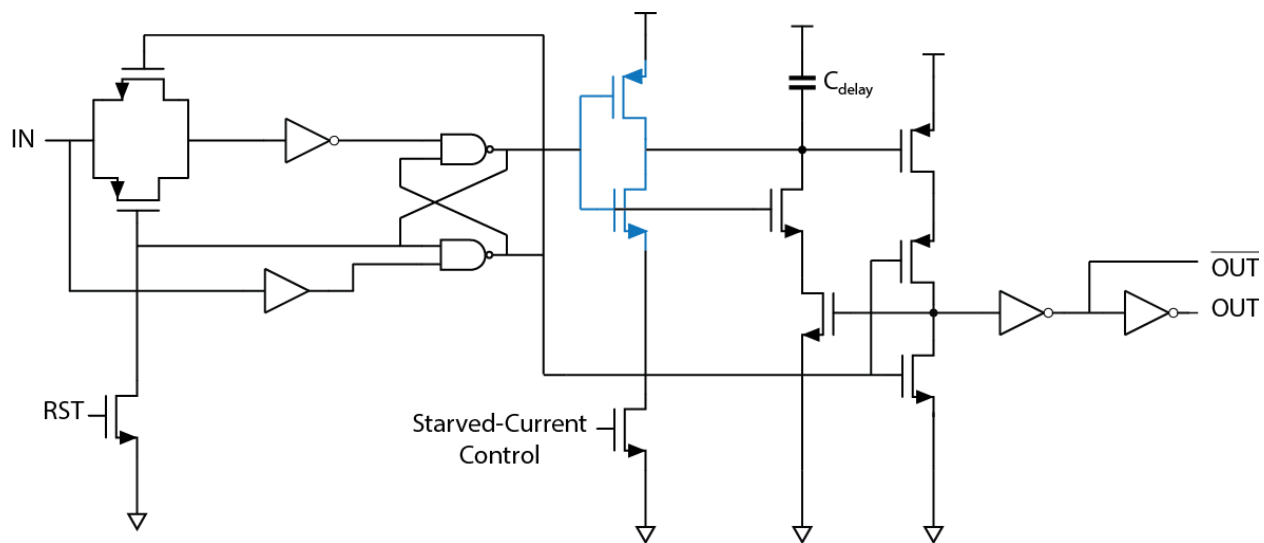 IN
C_delay
OUT
OUT
RST
Starved-Current
Control